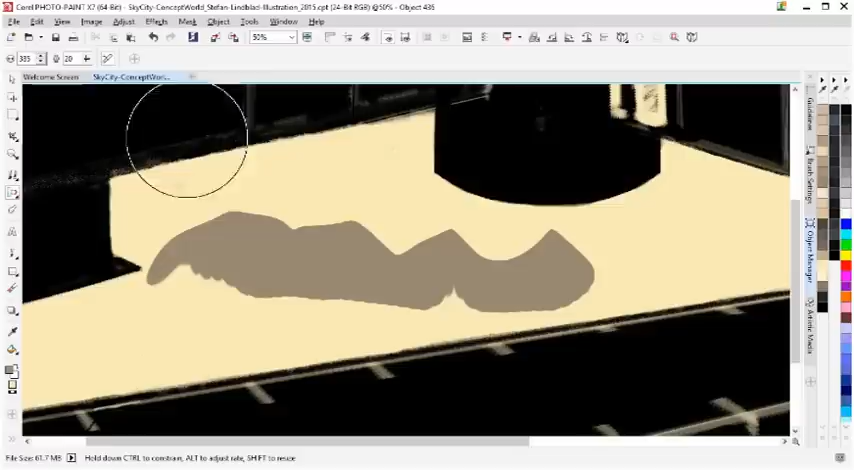 Corel PHOTO-PAINT X7 (64-Bit) - SkyCity-ConceptWorld_Stefan-Lindblad-Illustration_2015.cpt (24-Bit RGB) @50% - Object 436
File Edit View Image Adjust Effects Mask Object Tools Window Help
50%
335 20
Welcome Screen SkyCity-ConceptWorl...
Guidelines
Brush Settings
Object Manager
Artistic Media
File Size: 61.7 MB Hold down CTRL to constrain, ALT to adjust rate, SHIFT to resize